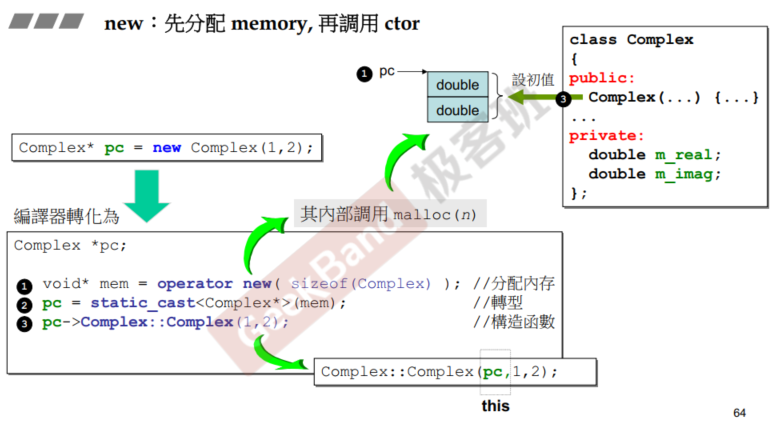 new：先分配 memory, 再調用 ctor
Complex* pc = new Complex(1,2);
編譯器轉化為
Complex *pc;
1 void* mem = operator new( sizeof(Complex) ); //分配內存
2 pc = static_cast<Complex*>(mem); //轉型
3 pc->Complex::Complex(1,2); //構造函數
Complex::Complex(pc,1,2);
this
其內部調用 malloc(n)
1 pc
double
double
設初值
3
class Complex
{
public:
Complex(...) {...}
...
private:
double m_real;
double m_imag;
};
GeekBand 极客班
64